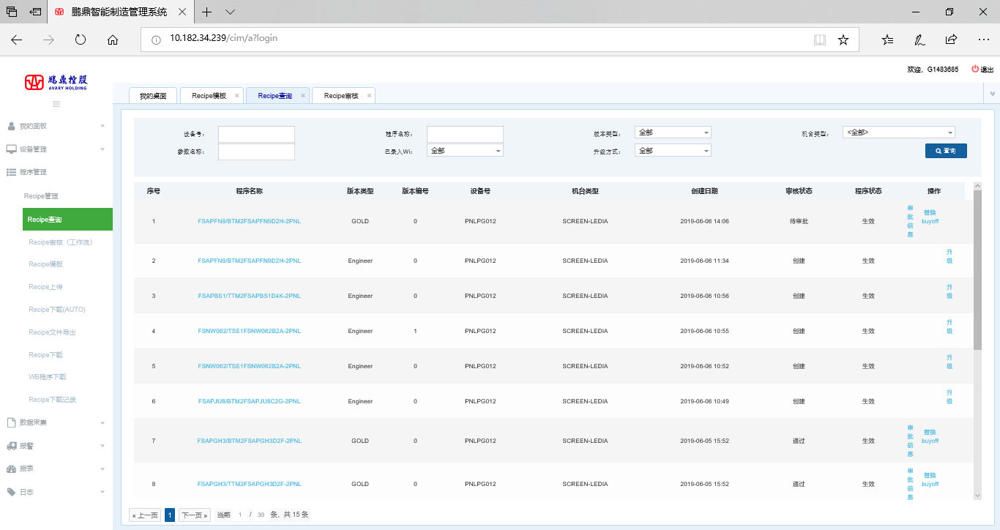 鹏鼎智能制造管理系统
10.182.34.239/cim/a?login
欢迎，G1483685 退出
鹏鼎控股
AVARY HOLDING
我的桌面 Recipe模板 Recipe查询 Recipe审核
我的面板
设备管理
程序管理
Recipe管理
Recipe查询
Recipe审核（工作流）
Recipe模板
Recipe上传
Recipe下载(AUTO)
Recipe文件导出
Recipe下载
WB程序下载
Recipe下载记录
数据采集
报警
报表
日志
设备号： 程序名称： 版本类型： 全部 机台类型： <全部>
参数名称： 已录入Wi： 全部 升级方式： 全部 查询
序号 程序名称 版本类型 版本编号 设备号 机台类型 创建日期 审核状态 程序状态 操作
1 FSAPFN9/BTM2FSAPFN9D2H-2PNL GOLD 0 PNLPG012 SCREEN-LEDIA 2019-06-06 14:06 待审批 生效 审批信息 替换buyoff
2 FSAPFN9/BTM2FSAPFN9D2H-2PNL Engineer 0 PNLPG012 SCREEN-LEDIA 2019-06-06 11:34 创建 生效 升级
3 FSAPBS1/TTM2FSAPBS1D4K-2PNL Engineer 0 PNLPG012 SCREEN-LEDIA 2019-06-06 10:56 创建 生效 升级
4 FSNW062/TSE1FSNW062B2A-2PNL Engineer 1 PNLPG012 SCREEN-LEDIA 2019-06-06 10:55 创建 生效 升级
5 FSNW062/TSE1FSNW062B2A-2PNL Engineer 0 PNLPG012 SCREEN-LEDIA 2019-06-06 10:52 创建 生效 升级
6 FSAPJU8/BTM2FSAPJU8C2G-2PNL Engineer 0 PNLPG012 SCREEN-LEDIA 2019-06-06 10:49 创建 生效 升级
7 FSAPGH3/BTM2FSAPGH3D2F-2PNL GOLD 0 PNLPG012 SCREEN-LEDIA 2019-06-05 15:52 通过 生效 审批信息 替换buyoff
8 FSAPGH3/TTM2FSAPGH3D2F-2PNL GOLD 0 PNLPG012 SCREEN-LEDIA 2019-06-05 15:52 通过 生效 审批信息 替换buyoff
« 上一页 1 下一页 » 当前 1 / 30 条，共 15 条